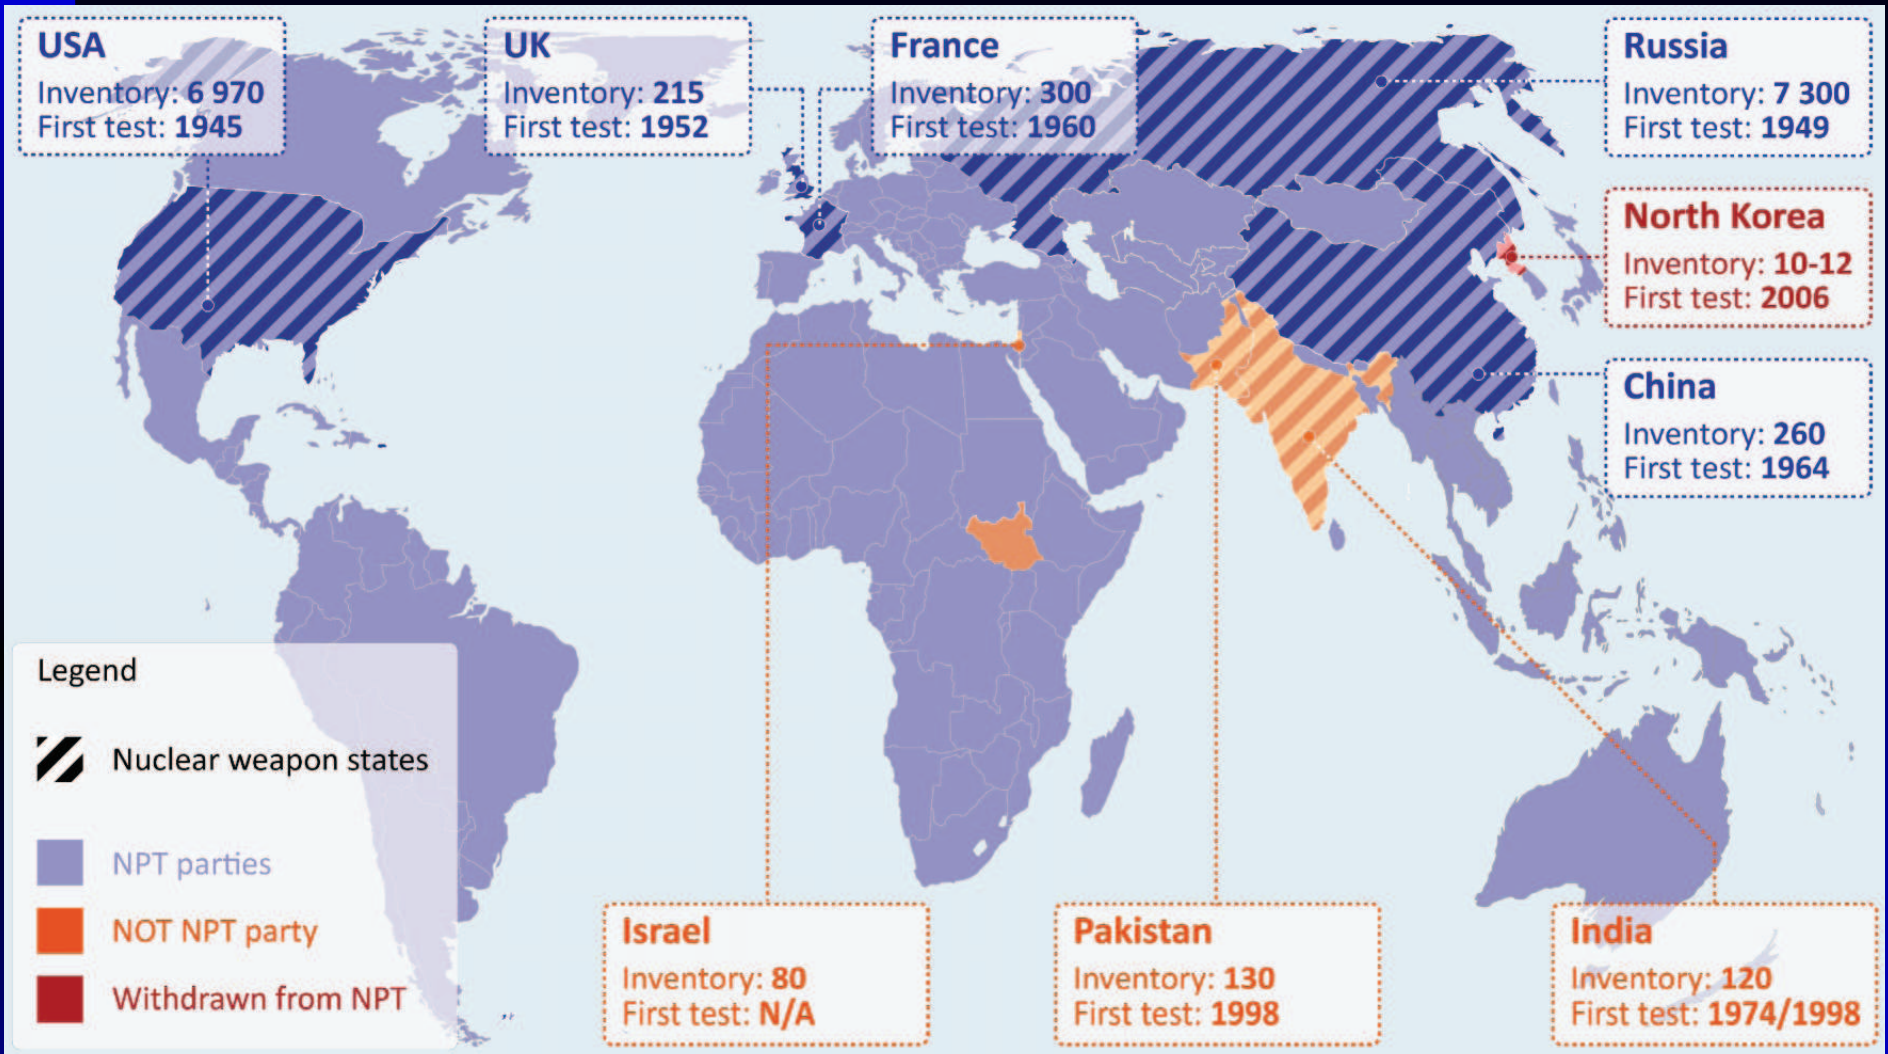 USA
Inventory: 6 970
First test: 1945
UK
Inventory: 215
First test: 1952
France
Inventory: 300
First test: 1960
Russia
Inventory: 7 300
First test: 1949
North Korea
Inventory: 10-12
First test: 2006
China
Inventory: 260
First test: 1964
Legend
Nuclear weapon states
NPT parties
NOT NPT party
Withdrawn from NPT
Israel
Inventory: 80
First test: N/A
Pakistan
Inventory: 130
First test: 1998
India
Inventory: 120
First test: 1974/1998